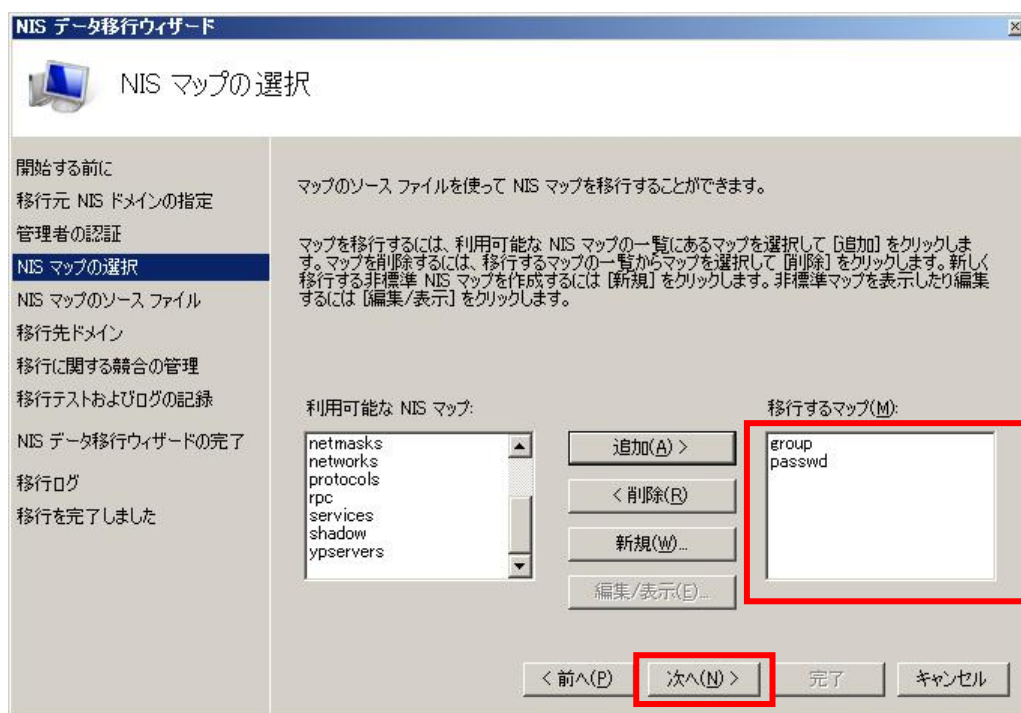 NIS データ移行ウィザード
NIS マップの選択
開始する前に
移行元 NIS ドメインの指定
管理者の認証
NIS マップの選択
NIS マップのソース ファイル
移行先ドメイン
移行に関する競合の管理
移行テストおよびログの記録
NIS データ移行ウィザードの完了
移行ログ
移行を完了しました
マップのソース ファイルを使って NIS マップを移行することができます。
マップを移行するには、利用可能な NIS マップの一覧にあるマップを選択して [追加] をクリックしま
す。マップを削除するには、移行するマップの一覧からマップを選択して [削除] をクリックします。新しく
移行する非標準 NIS マップを作成するには [新規] をクリックします。非標準マップを表示したり編集
するには [編集/表示] をクリックします。
利用可能な NIS マップ:
netmasks
networks
protocols
rpc
services
shadow
ypservers
追加(A) >
< 削除(R)
新規(W)...
編集/表示(E)...
移行するマップ(M):
group
passwd
< 前へ(P)
次へ(N) >
完了
キャンセル